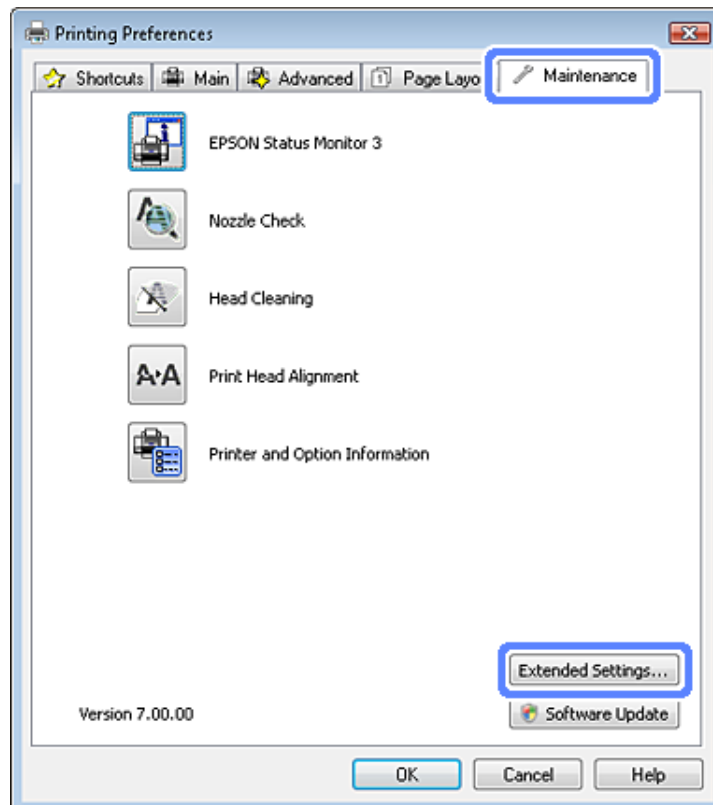 Printing Preferences
Shortcuts Main Advanced Page Layo Maintenance
EPSON Status Monitor 3
Nozzle Check
Head Cleaning
A A Print Head Alignment
Printer and Option Information
Extended Settings...
Version 7.00.00 Software Update
OK Cancel Help